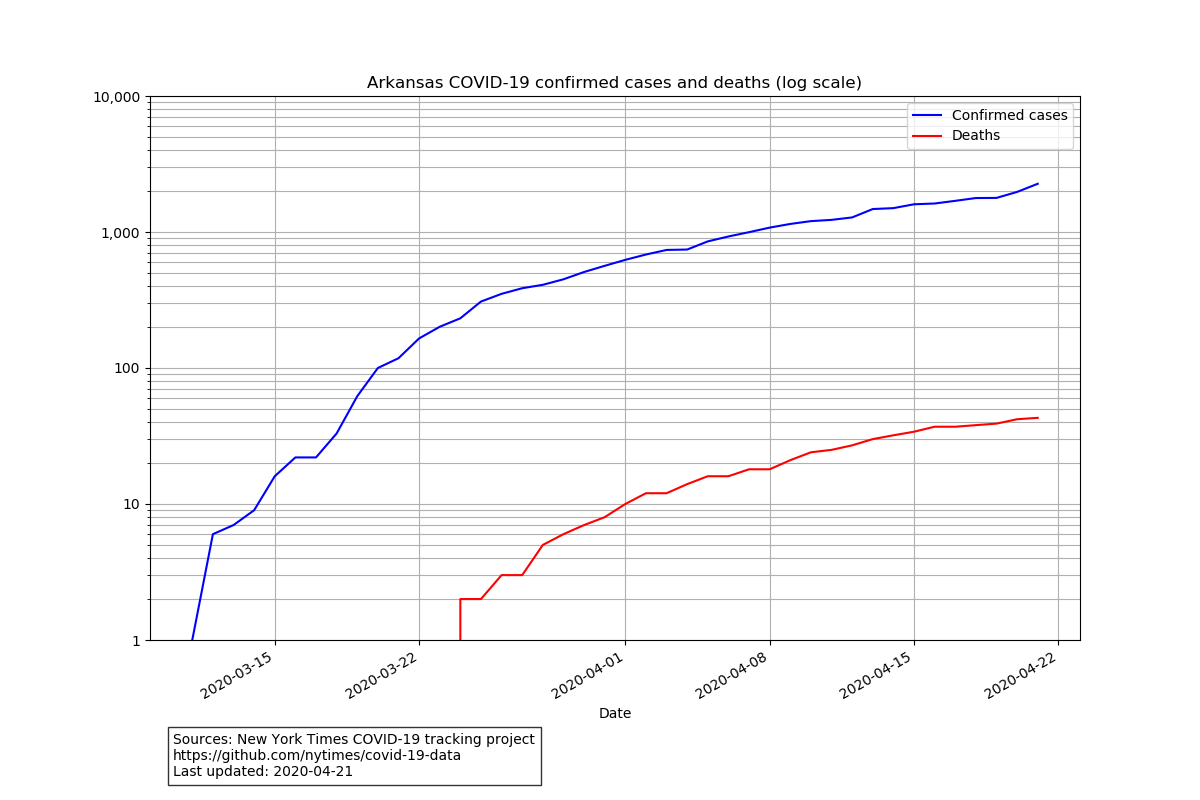 Arkansas COVID-19 confirmed cases and deaths (log scale)
10,000
1,000
100
10
1
Confirmed cases
Deaths
2020-03-15
2020-03-22
2020-04-01
2020-04-08
2020-04-15
2020-04-22
Date
Sources: New York Times COVID-19 tracking project
https://github.com/nytimes/covid-19-data
Last updated: 2020-04-21